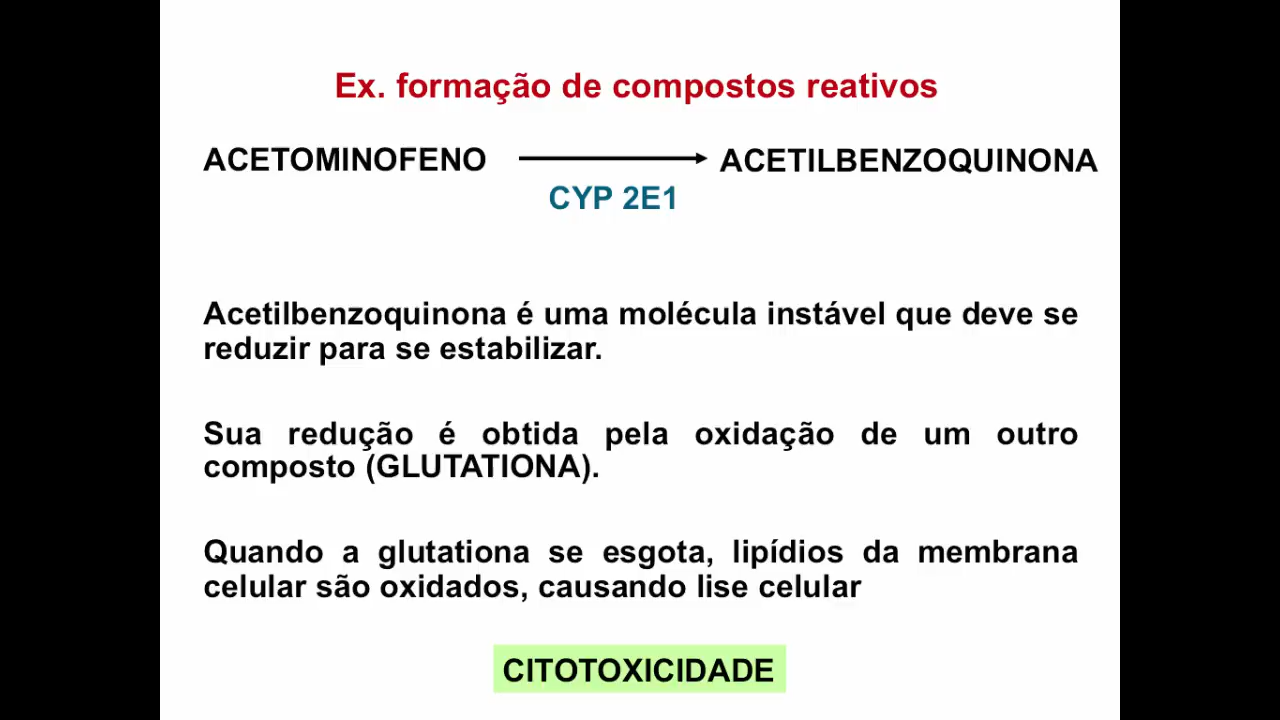 Ex. formação de compostos reativos
ACETOMINOFENO ACETILBENZOQUINONA
CYP 2E1
Acetilbenzoquinona é uma molécula instável que deve se
reduzir para se estabilizar.
Sua redução é obtida pela oxidação de um outro
composto (GLUTATIONA).
Quando a glutationa se esgota, lipídios da membrana
celular são oxidados, causando lise celular
CITOTOXICIDADE